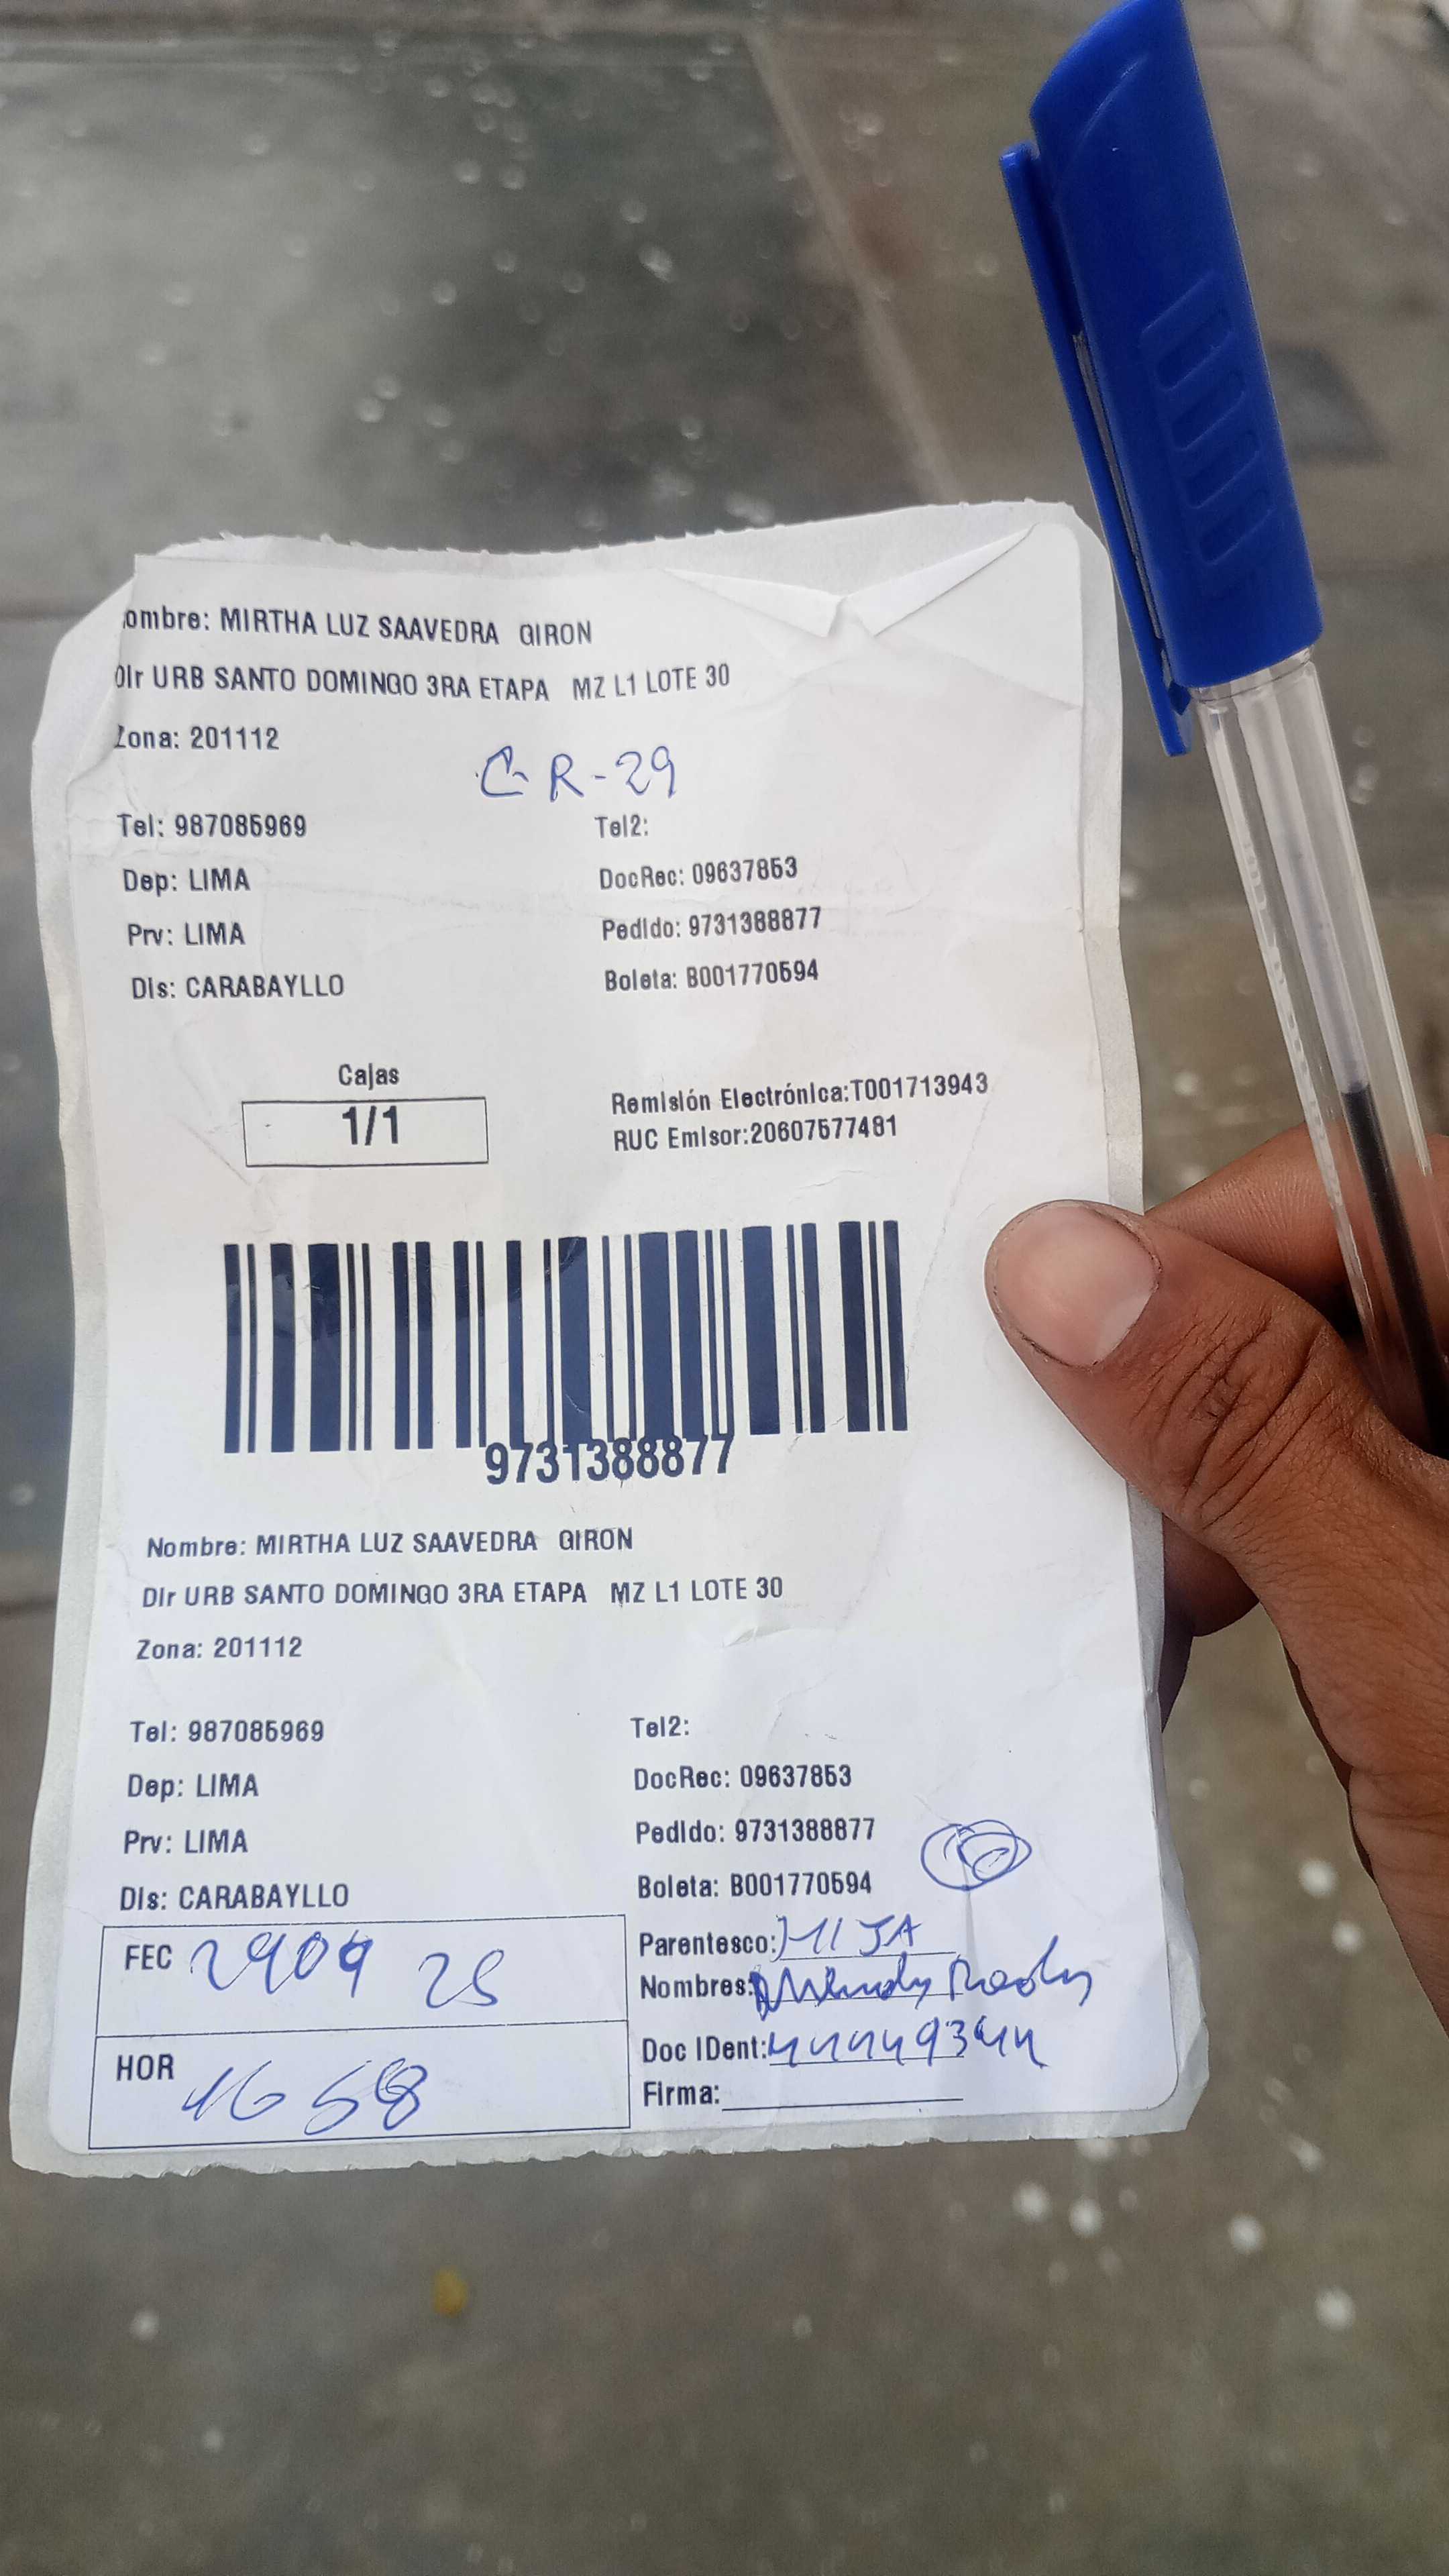 ombre: MIRTHA LUZ SAAVEDRA GIRON
Dir URB SANTO DOMINGO 3RA ETAPA MZ L1 LOTE 30
Zona: 201112
C-R-29
Tel: 987085969 Tel2:
Dep: LIMA DocRec: 09637853
Prv: LIMA Pedido: 9731388877
Dis: CARABAYLLO Boleta: B001770594
Cajas
1/1
Remisión Electrónica:T001713943
RUC Emisor:20607577481
9731388877
Nombre: MIRTHA LUZ SAAVEDRA GIRON
Dir URB SANTO DOMINGO 3RA ETAPA MZ L1 LOTE 30
Zona: 201112
Tel: 987085969 Tel2:
Dep: LIMA DocRec: 09637853
Prv: LIMA Pedido: 9731388877
Dis: CARABAYLLO Boleta: B001770594
FEC 2909 25
HOR 16 58
Parentesco: HIJA
Nombres:
Doc IDent:
Firma: